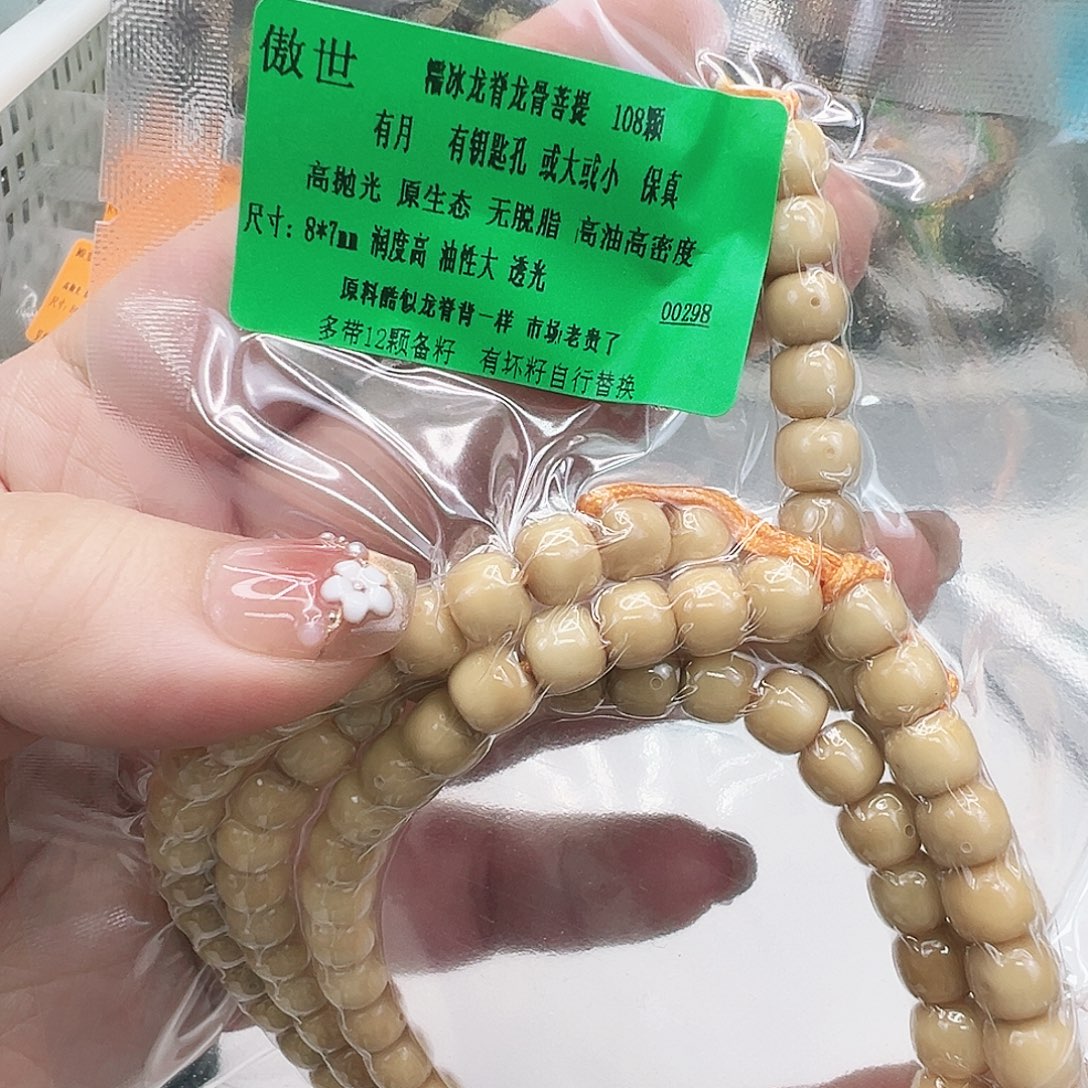 傲世
糯冰龙脊龙骨菩提 108颗
有月 有钥匙孔 或大或小 保真
高抛光 原生态 无脱脂 高油高密度
尺寸：8*7mm 润度高 油性大 透光
原料酷似龙脊背一样 市场老贵了
00298
多带12颗备籽 有坏籽自行替换